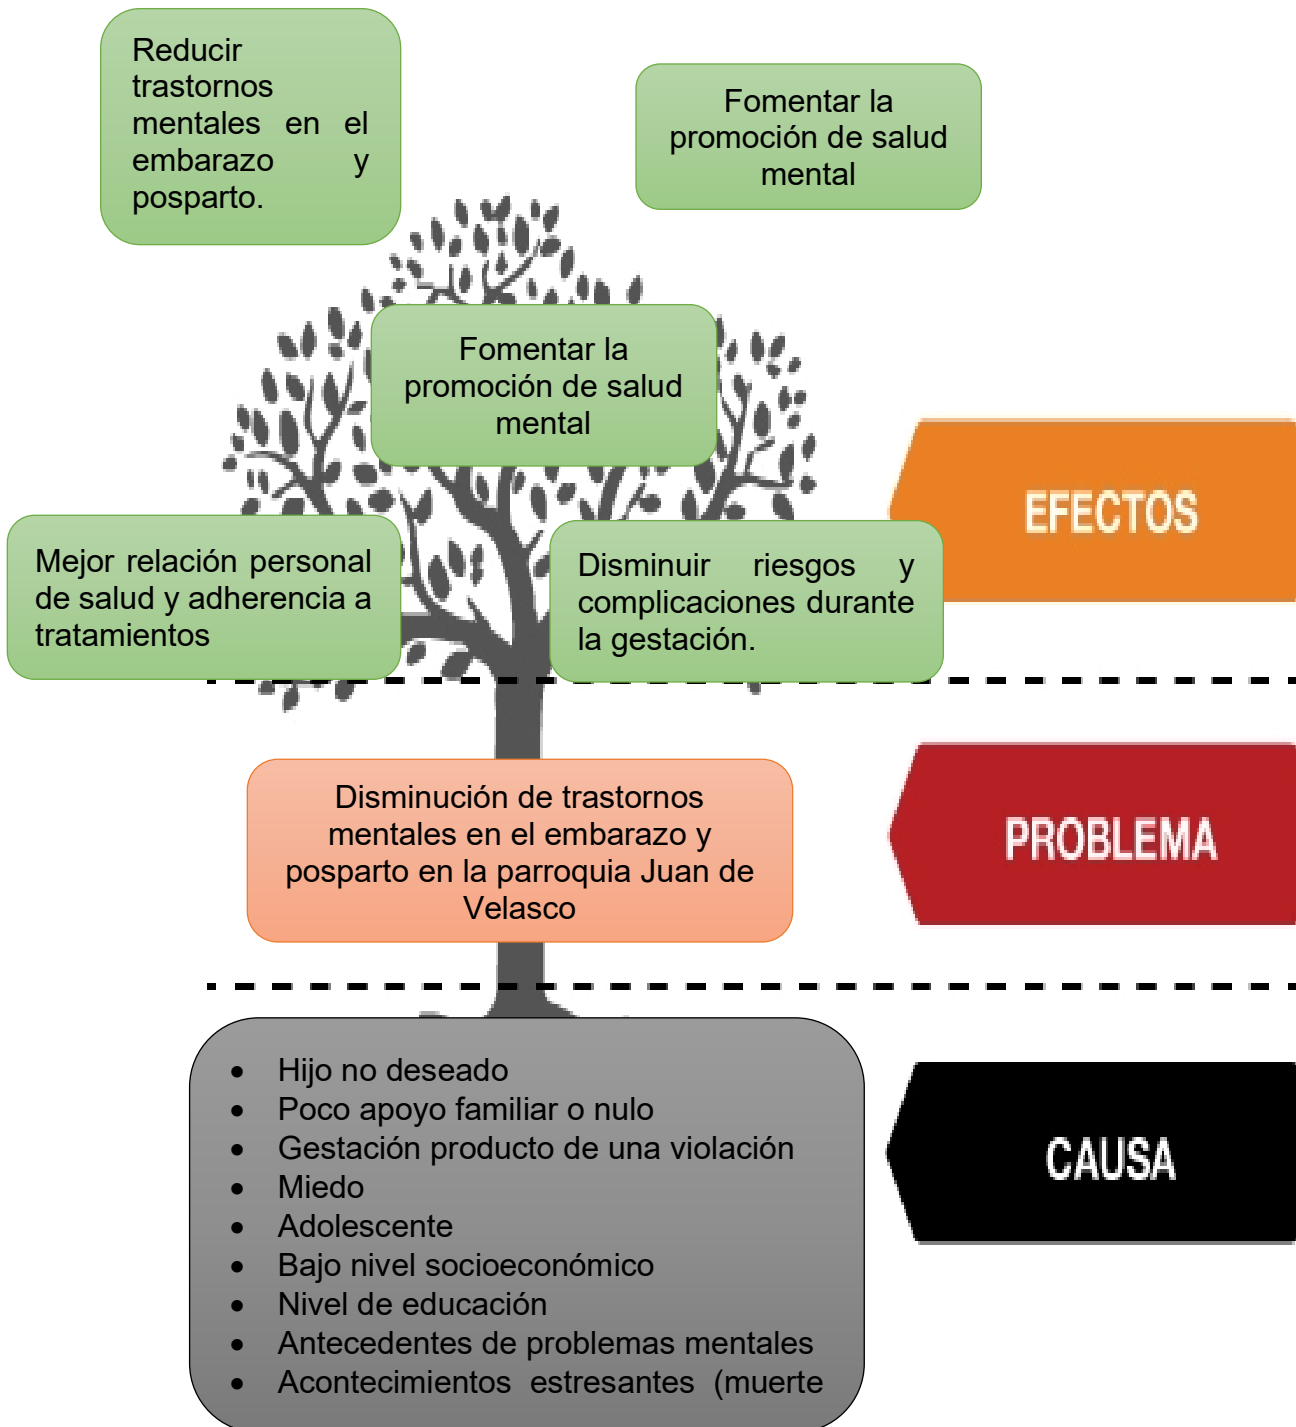 Reducir
trastornos
mentales en el
embarazo y
posparto.
Fomentar la
promoción de salud
mental
Fomentar la
promoción de salud
mental
EFECTOS
Mejor relación personal
de salud y adherencia a
tratamientos
Disminuir riesgos y
complicaciones durante
la gestación.
Disminución de trastornos
mentales en el embarazo y
posparto en la parroquia Juan de
Velasco
PROBLEMA
• Hijo no deseado
• Poco apoyo familiar o nulo
• Gestación producto de una violación
• Miedo
• Adolescente
• Bajo nivel socioeconómico
• Nivel de educación
• Antecedentes de problemas mentales
• Acontecimientos estresantes (muerte
CAUSA